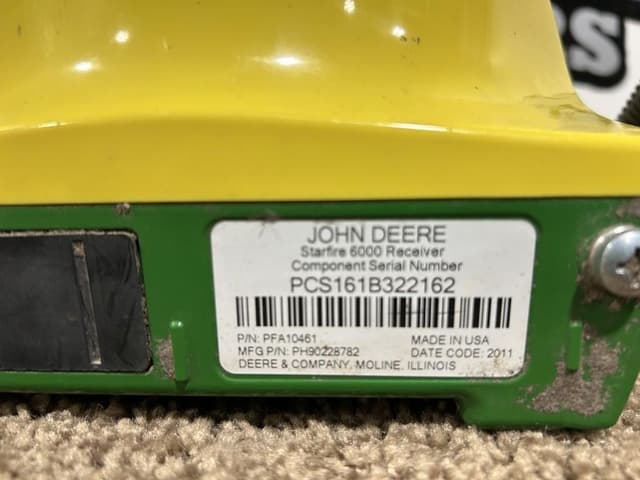 JOHN DEERE
Starfire 6000 Receiver
Component Serial Number
PCS161B322162
P/N: PFA10461
MADE IN USA
MFG P/N: PH90228782
DATE CODE: 2011
DEERE & COMPANY, MOLINE, ILLINOIS